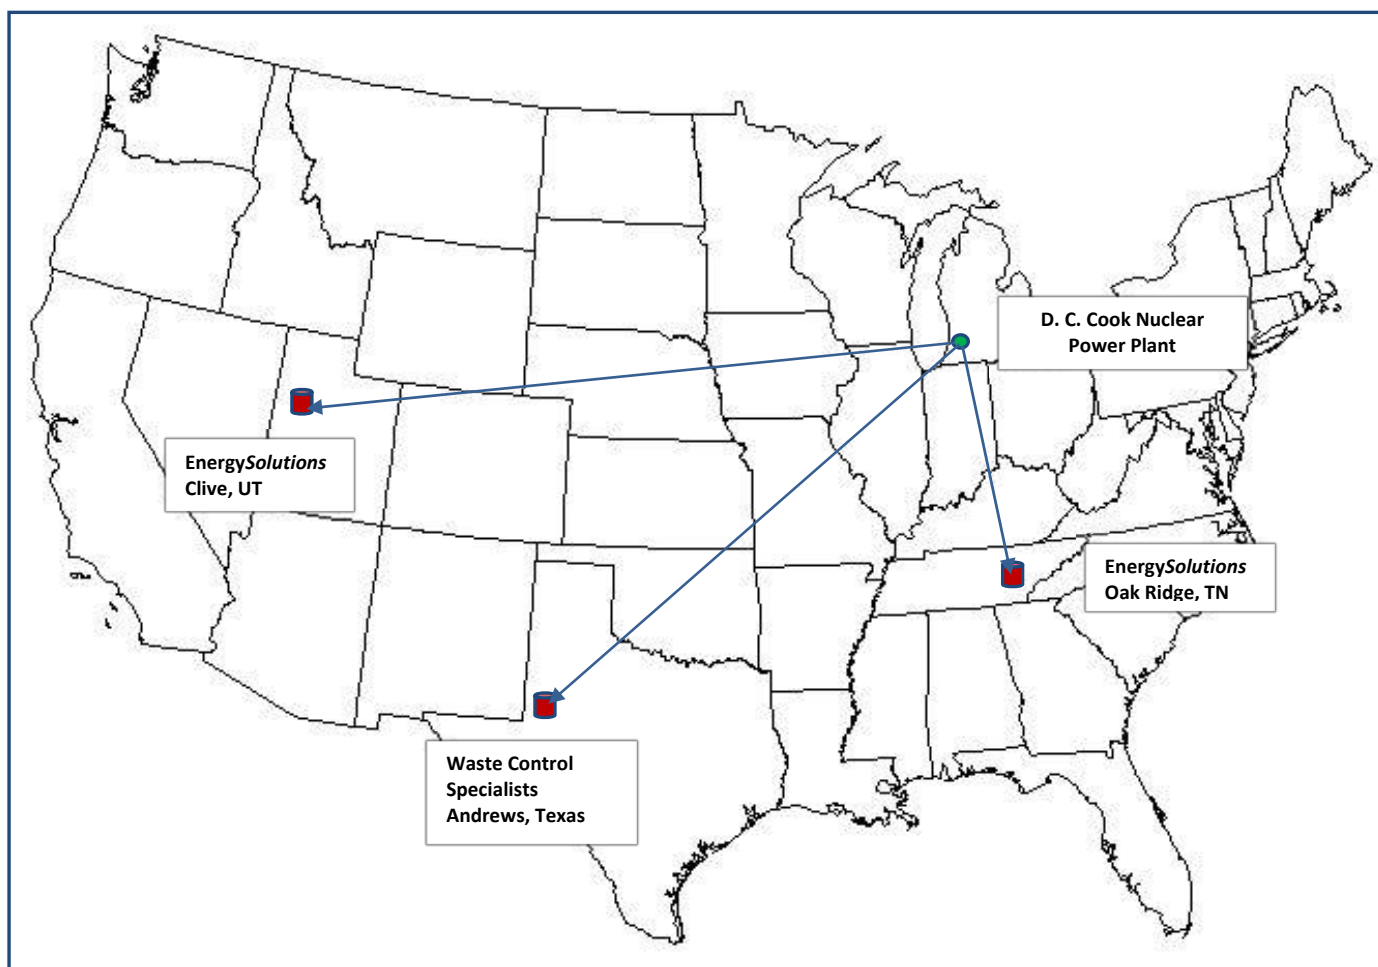 D. C. Cook Nuclear
Power Plant
EnergySolutions
Clive, UT
EnergySolutions
Oak Ridge, TN
Waste Control
Specialists
Andrews, Texas